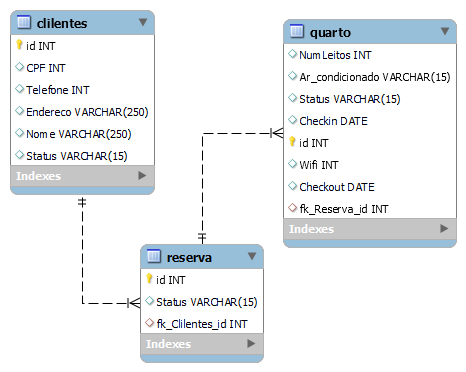 clilentes
id INT
CPF INT
Telefone INT
Endereco VARCHAR(250)
Nome VARCHAR(250)
Status VARCHAR(15)
Indexes
quarto
NumLeitos INT
Ar_condicionado VARCHAR(15)
Status VARCHAR(15)
Checkin DATE
id INT
Wifi INT
Checkout DATE
fk_Reserva_id INT
Indexes
reserva
id INT
Status VARCHAR(15)
fk_Clilentes_id INT
Indexes